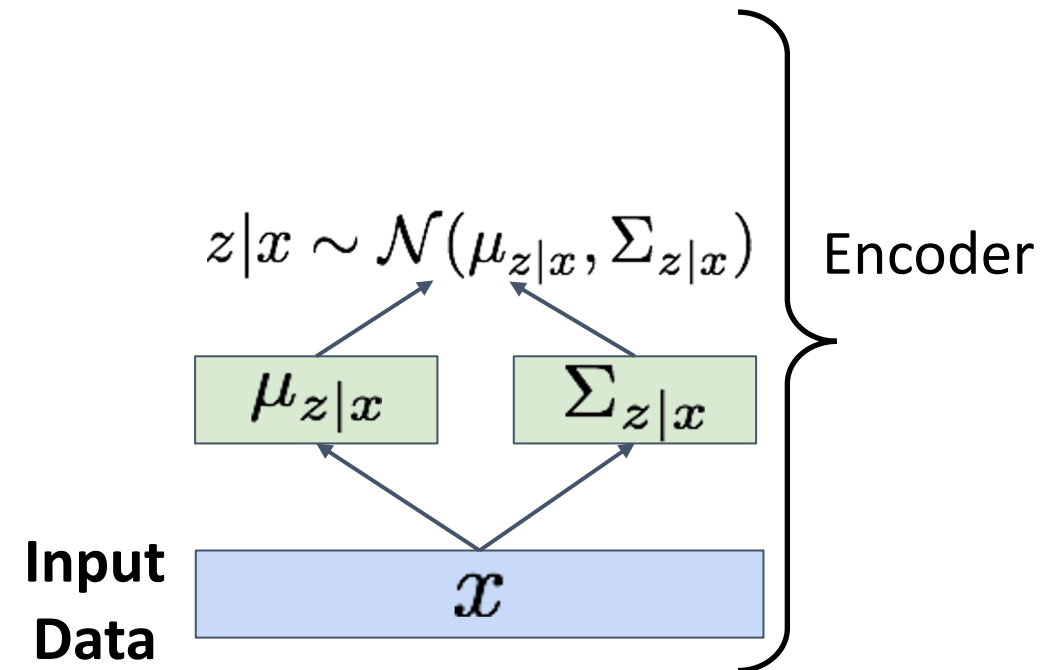 z|x ∼ 𝒩(μ_{z|x}, Σ_{z|x})
Encoder
μ_{z|x}
Σ_{z|x}
Input
Data
x